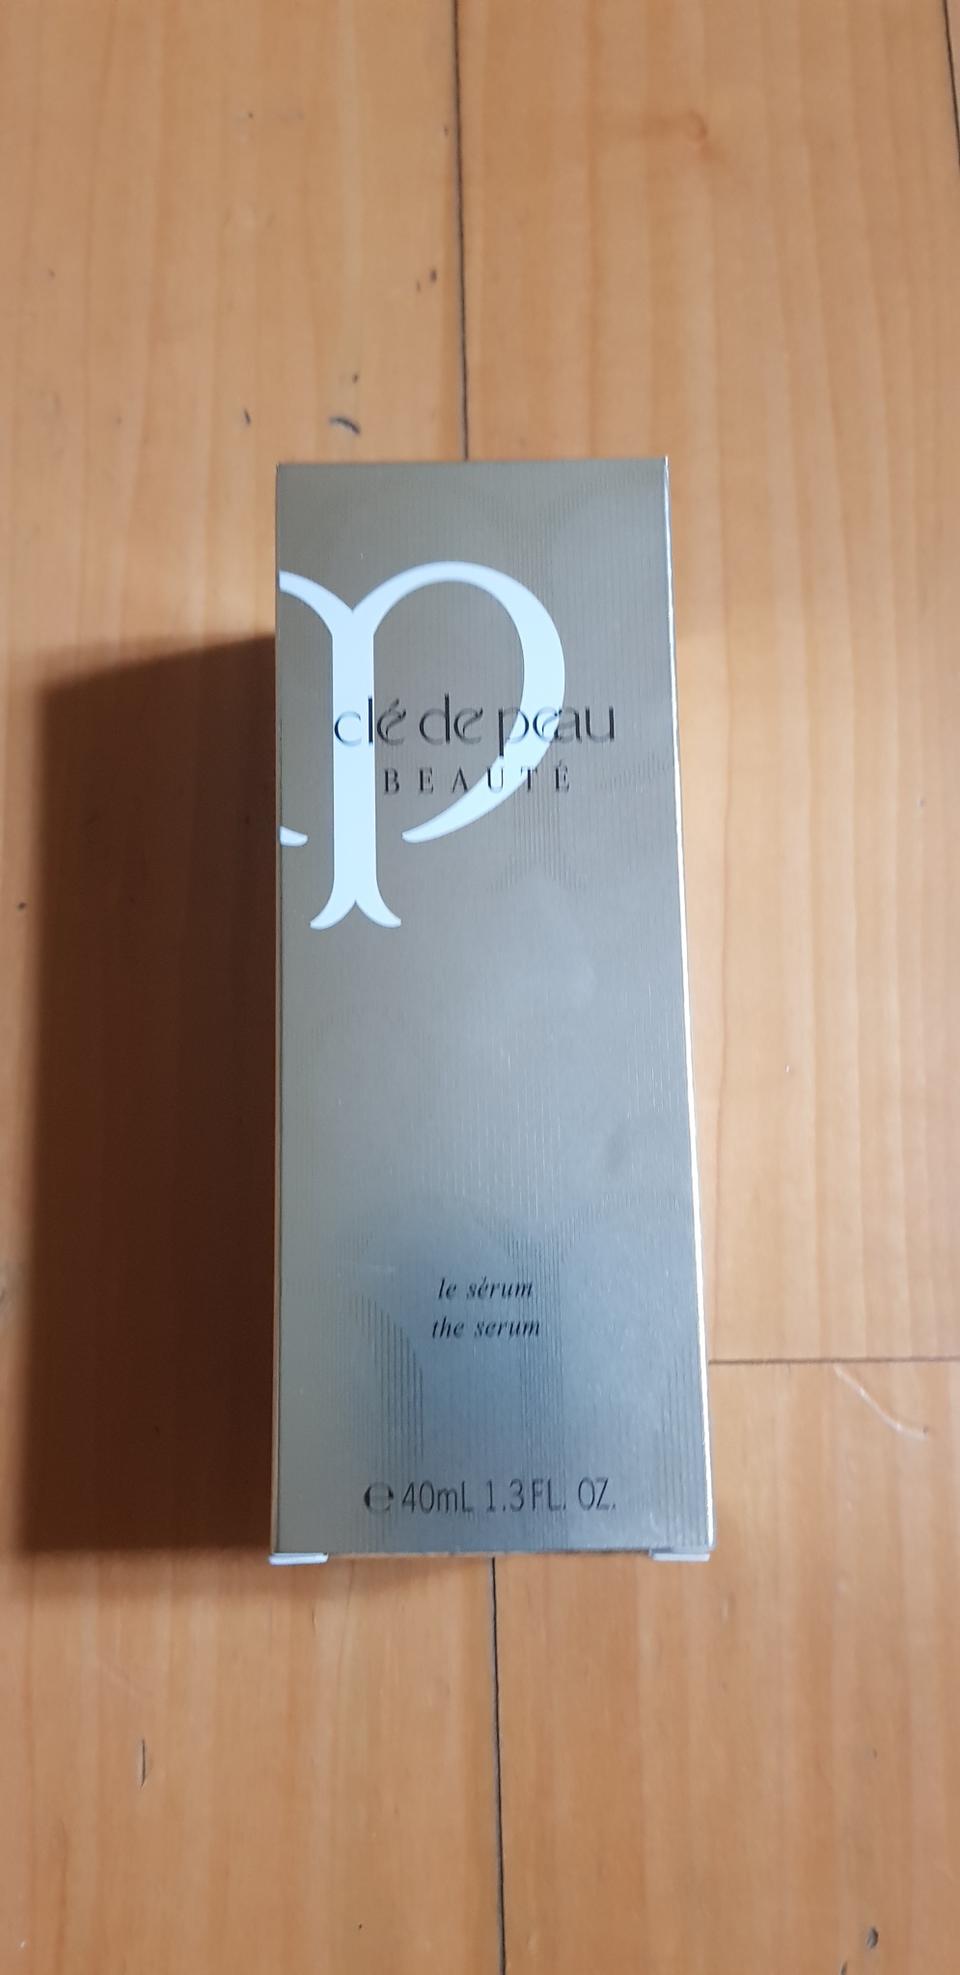 clé de peau
BEAUTÉ
le sérum
the serum
℮ 40mL 1.3 FL. OZ.